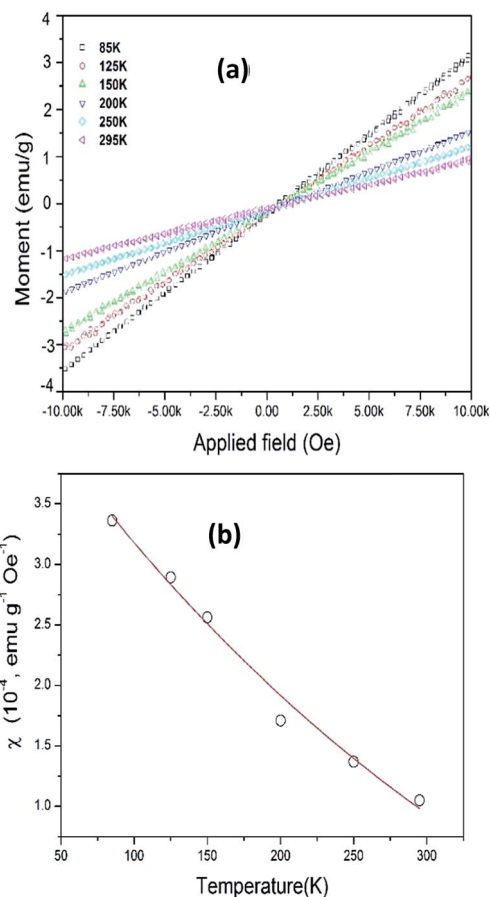 (a)
85K
125K
150K
200K
250K
295K
Moment (emu/g)
4
3
2
1
0
-1
-2
-3
-4
-10.00k -7.50k -5.00k -2.50k 0.00 2.50k 5.00k 7.50k 10.00k
Applied field (Oe)
(b)
χ (10⁻⁴, emu g⁻¹ Oe⁻¹)
3.5
3.0
2.5
2.0
1.5
1.0
50 100 150 200 250 300
Temperature(K)